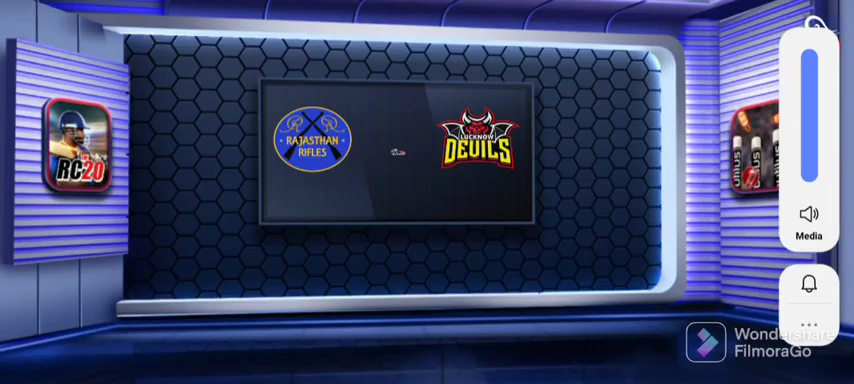 RAJASTHAN
RIFLES
LUCKNOW
DEVILS
RC20
Media
Wondershare
FilmoraGo